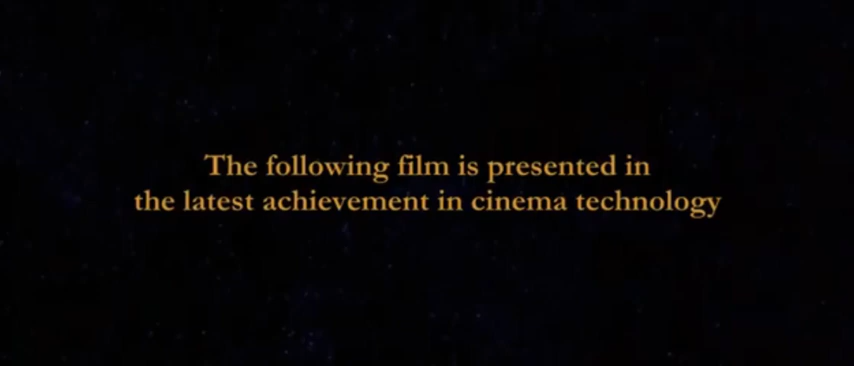 The following film is presented in
the latest achievement in cinema technology